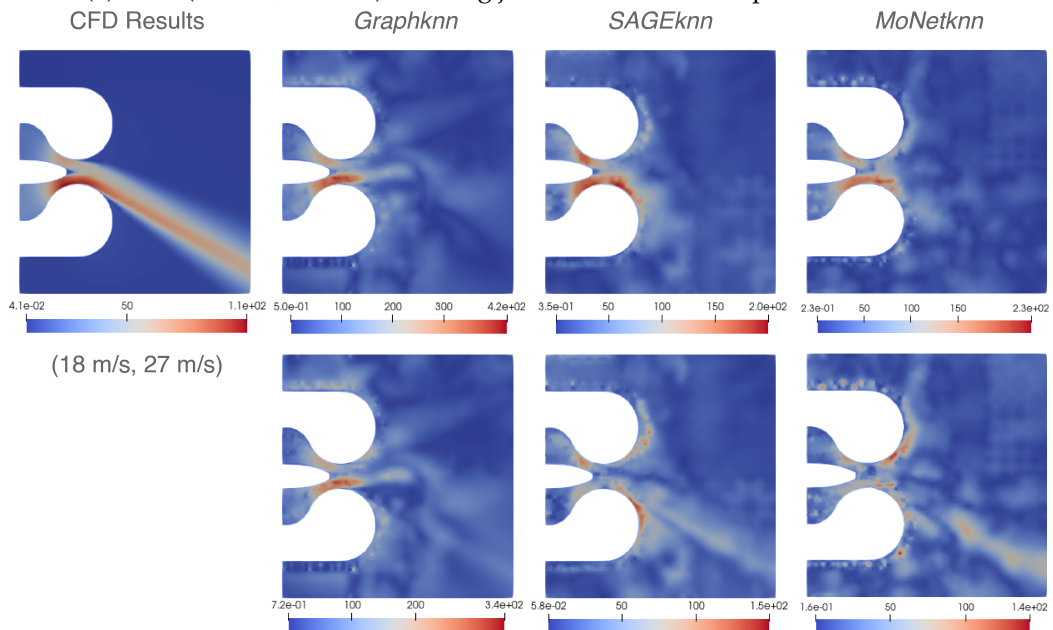 CFD Results Graphknn SAGEknn MoNetknn
4.1e-02 50 1.1e+02 5.0e-01 100 200 300 4.2e+02 3.5e-01 50 100 150 2.0e+02 2.3e-01 50 100 150 2.3e+02
(18 m/s, 27 m/s)
7.2e-01 100 200 3.4e+02 5.8e-02 50 100 1.5e+02 1.6e-01 50 100 1.4e+02